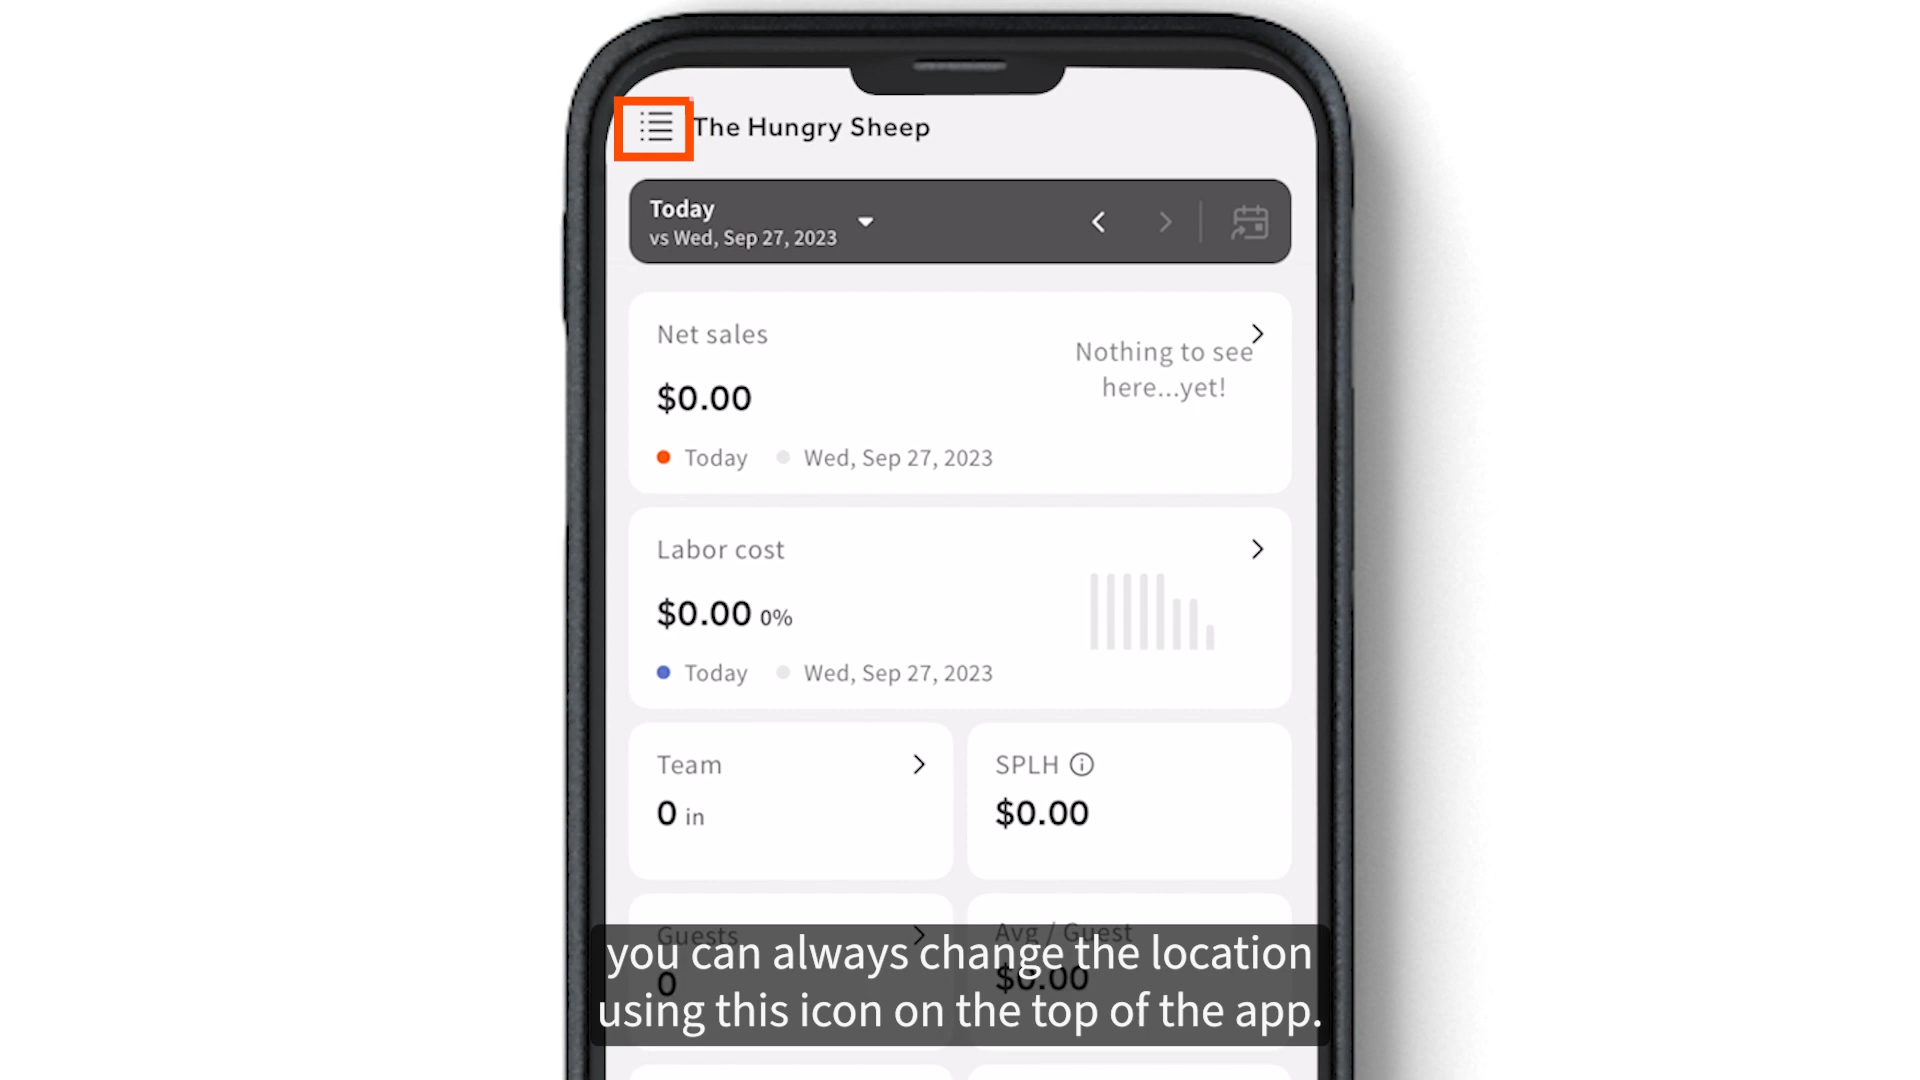 The Hungry Sheep
Today
vs Wed, Sep 27, 2023
Net sales
Nothing to see
here...yet!
$0.00
Today Wed, Sep 27, 2023
Labor cost
$0.00 0%
Today Wed, Sep 27, 2023
Team
0 in
SPLH
$0.00
Guests
0
Avg / Guest
$0.00
you can always change the location
using this icon on the top of the app.